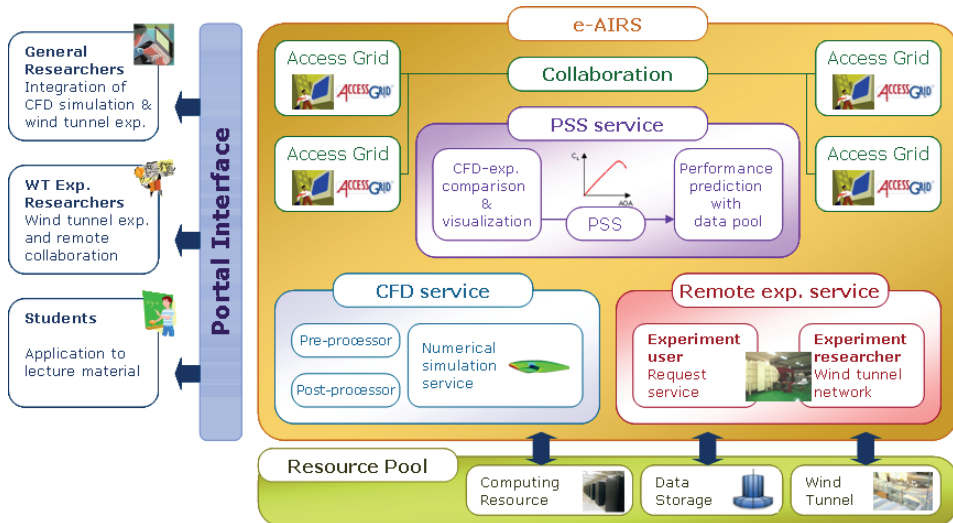 General
Researchers
Integration of
CFD simulation &
wind tunnel exp.
WT Exp.
Researchers
Wind tunnel exp.
and remote
collaboration
Students
Application to
lecture material
Portal Interface
e-AIRS
Access Grid
ACCESSGRID
Access Grid
ACCESSGRID
Collaboration
Access Grid
ACCESSGRID
Access Grid
ACCESSGRID
PSS service
CFD-exp.
comparison
&
visualization
CL
AOA
PSS
Performance
prediction
with
data pool
CFD service
Pre-processor
Post-processor
Numerical
simulation
service
Remote exp. service
Experiment
user
Request
service
Experiment
researcher
Wind tunnel
network
Resource Pool
Computing
Resource
Data
Storage
Wind
Tunnel